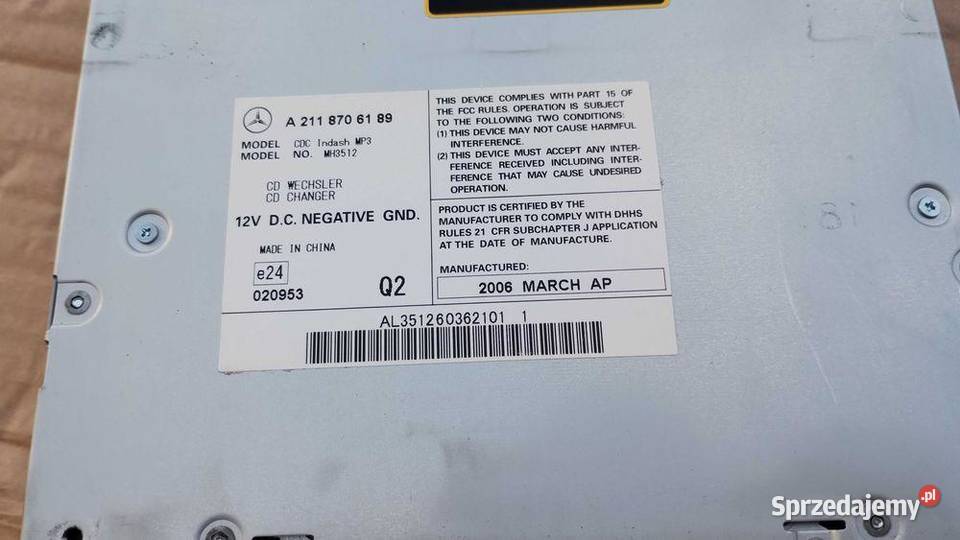 A 211 870 61 89
MODEL CDC Indash MP3
MODEL NO. MH3512
CD WECHSLER
CD CHANGER
12V D.C. NEGATIVE GND.
MADE IN CHINA
e24
020953
Q2
THIS DEVICE COMPLIES WITH PART 15 OF
THE FCC RULES. OPERATION IS SUBJECT
TO THE FOLLOWING TWO CONDITIONS:
(1) THIS DEVICE MAY NOT CAUSE HARMFUL
INTERFERENCE.
(2) THIS DEVICE MUST ACCEPT ANY INTER-
FERENCE RECEIVED INCLUDING INTER-
FERENCE THAT MAY CAUSE UNDESIRED
OPERATION.
PRODUCT IS CERTIFIED BY THE
MANUFACTURER TO COMPLY WITH DHHS
RULES 21 CFR SUBCHAPTER J APPLICATION
AT THE DATE OF MANUFACTURE.
MANUFACTURED:
2006 MARCH AP
AL351260362101 1
Sprzedajemy.pl